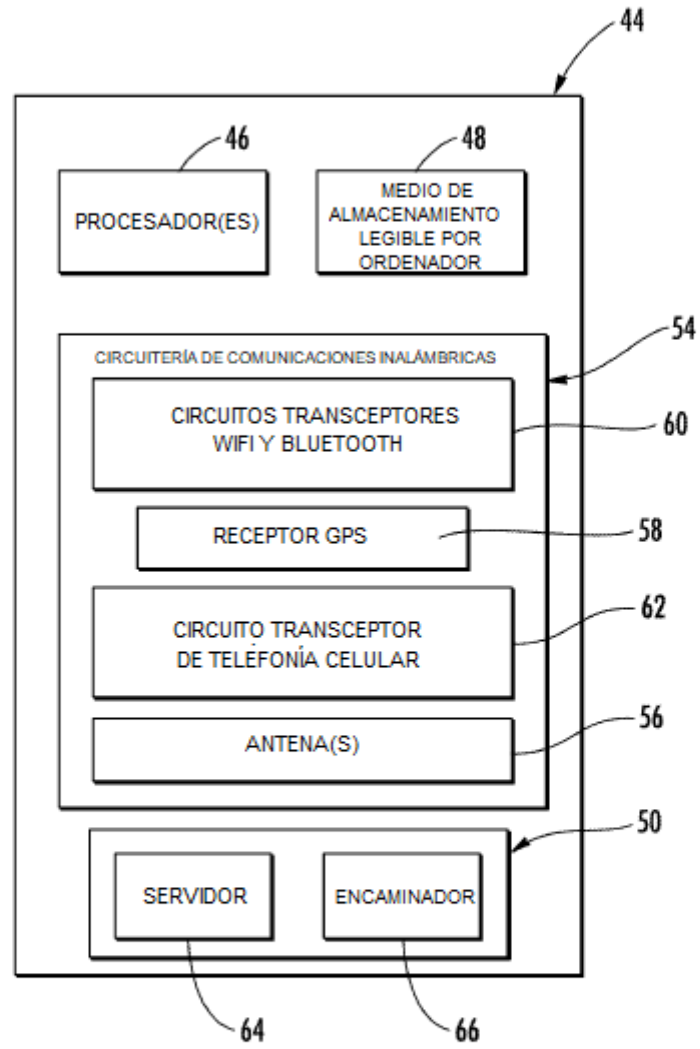 44
46
48
PROCESADOR(ES)
MEDIO DE
ALMACENAMIENTO
LEGIBLE POR
ORDENADOR
54
CIRCUITERÍA DE COMUNICACIONES INALÁMBRICAS
CIRCUITOS TRANSCEPTORES
WIFI Y BLUETOOTH
60
RECEPTOR GPS
58
62
CIRCUITO TRANSCEPTOR
DE TELEFONÍA CELULAR
ANTENA(S)
56
50
SERVIDOR
ENCAMINADOR
64
66